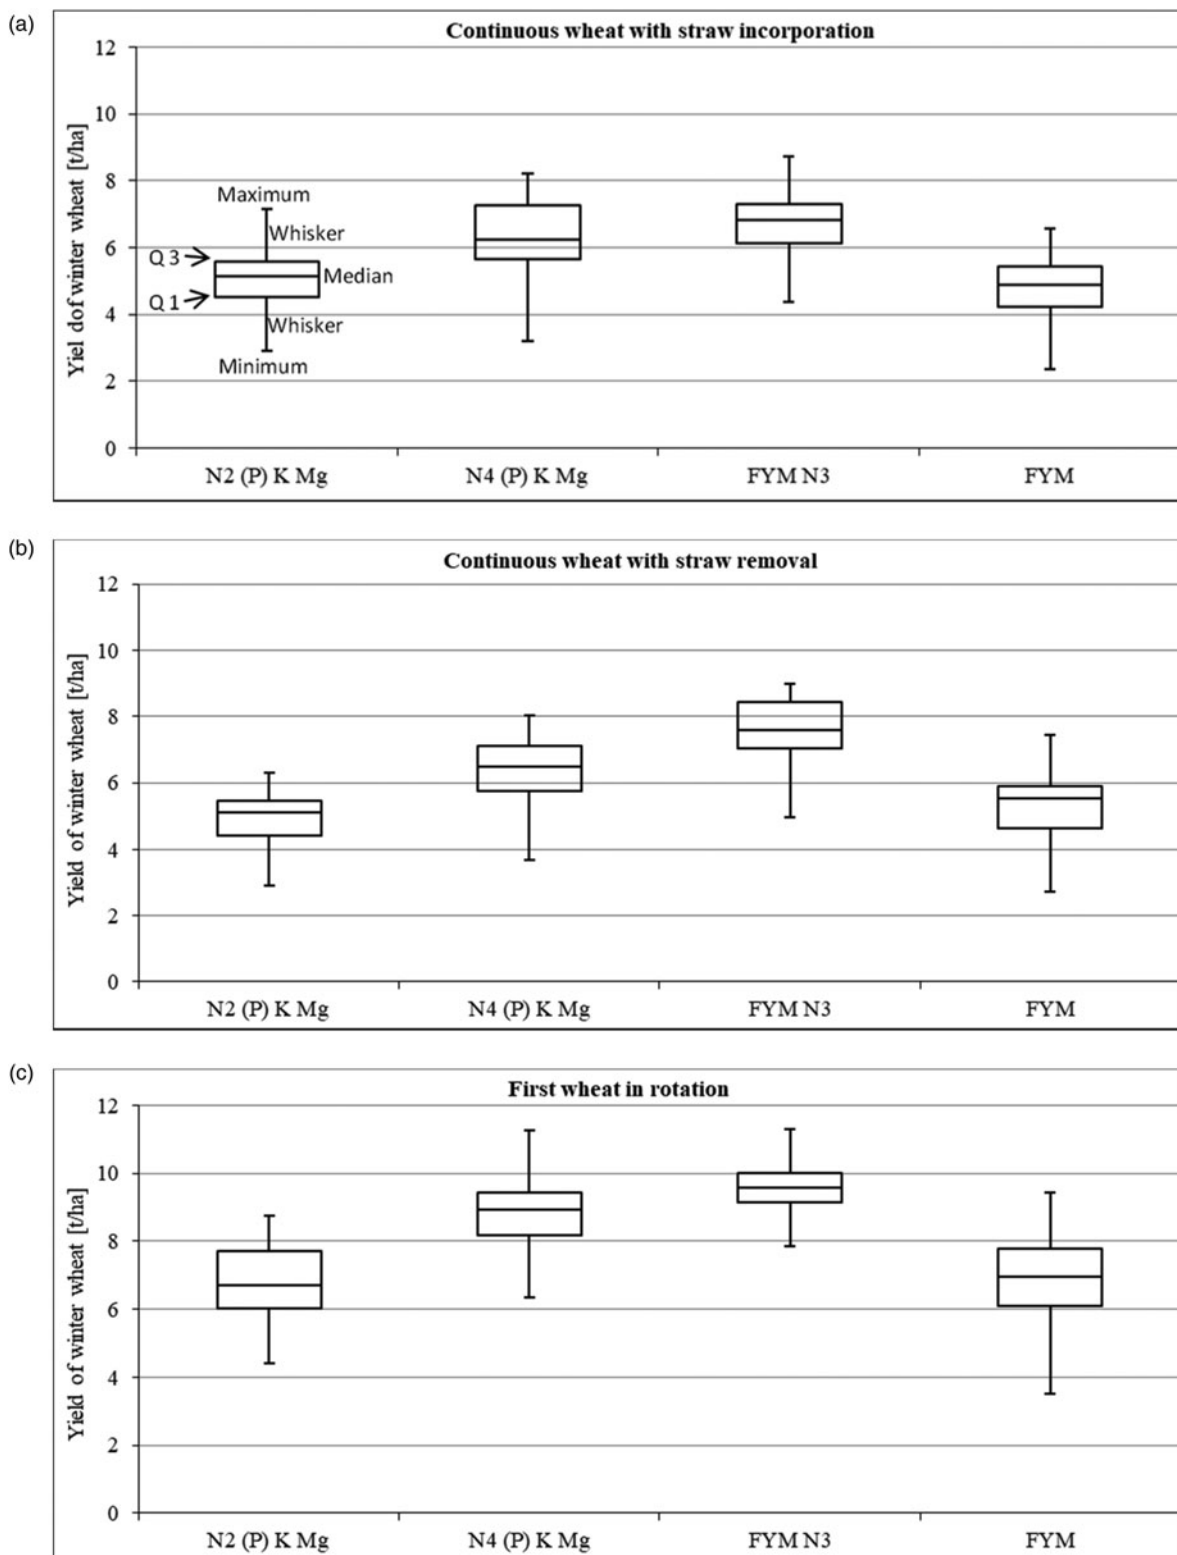 (a)
Continuous wheat with straw incorporation
Yiel dof winter wheat [t/ha]
12
10
8
6
4
2
0
Maximum
Whisker
Q 3
Median
Q 1
Whisker
Minimum
N2 (P) K Mg N4 (P) K Mg FYM N3 FYM
(b)
Continuous wheat with straw removal
Yield of winter wheat [t/ha]
12
10
8
6
4
2
0
N2 (P) K Mg N4 (P) K Mg FYM N3 FYM
(c)
First wheat in rotation
Yield of winter wheat [t/ha]
12
10
8
6
4
2
0
N2 (P) K Mg N4 (P) K Mg FYM N3 FYM